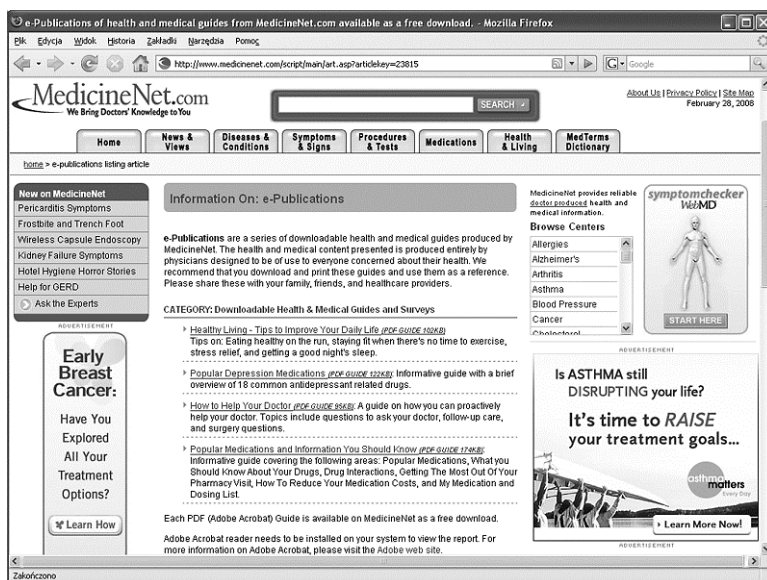 e-Publications of health and medical guides from MedicineNet.com available as a free download. - Mozilla Firefox
Plik Edycja Widok Historia Zakładki Narzędzia Pomoc
http://www.medicinenet.com/script/main/art.asp?articlekey=23815
Google
MedicineNet.com
We Bring Doctors' Knowledge to You
SEARCH
About Us | Privacy Policy | Site Map
February 28, 2008
Home
News & Views
Diseases & Conditions
Symptoms & Signs
Procedures & Tests
Medications
Health & Living
MedTerms Dictionary
home > e-publications listing article
New on MedicineNet
Pericarditis Symptoms
Frostbite and Trench Foot
Wireless Capsule Endoscopy
Kidney Failure Symptoms
Hotel Hygiene Horror Stories
Help for GERD
Ask the Experts
ADVERTISEMENT
Early
Breast
Cancer:
Have You
Explored
All Your
Treatment
Options?
Learn How
Information On: e-Publications
e-Publications are a series of downloadable health and medical guides produced by
MedicineNet. The health and medical content presented is produced entirely by
physicians designed to be of use to everyone concerned about their health. We
recommend that you download and print these guides and use them as a reference.
Please share these with your family, friends, and healthcare providers.
CATEGORY: Downloadable Health & Medical Guides and Surveys
Healthy Living - Tips to Improve Your Daily Life (PDF GUIDE 102KB)
Tips on: Eating healthy on the run, staying fit when there's no time to exercise,
stress relief, and getting a good night's sleep.
Popular Depression Medications (PDF GUIDE 122KB): Informative guide with a brief
overview of 18 common antidepressant related drugs.
How to Help Your Doctor (PDF GUIDE 95KB): A guide on how you can proactively
help your doctor. Topics include questions to ask your doctor, follow-up care,
and surgery questions.
Popular Medications and Information You Should Know (PDF GUIDE 174KB):
Informative guide covering the following areas: Popular Medications, What you
Should Know About Your Drugs, Drug Interactions, Getting The Most Out Of Your
Pharmacy Visit, How To Reduce Your Medication Costs, and My Medication and
Dosing List.
Each PDF (Adobe Acrobat) Guide is available on MedicineNet as a free download.
Adobe Acrobat reader needs to be installed on your system to view the report. For
more information on Adobe Acrobat, please visit the Adobe web site.
MedicineNet provides reliable
doctor produced health and
medical information.
Browse Centers
Allergies
Alzheimer's
Arthritis
Asthma
Blood Pressure
Cancer
Cholesterol
symptomchecker
WebMD
START HERE
ADVERTISEMENT
Is ASTHMA still
DISRUPTING your life?
It's time to RAISE
your treatment goals...
asthma
matters
Every Day
Learn More Now!
ADVERTISEMENT
Zakończono